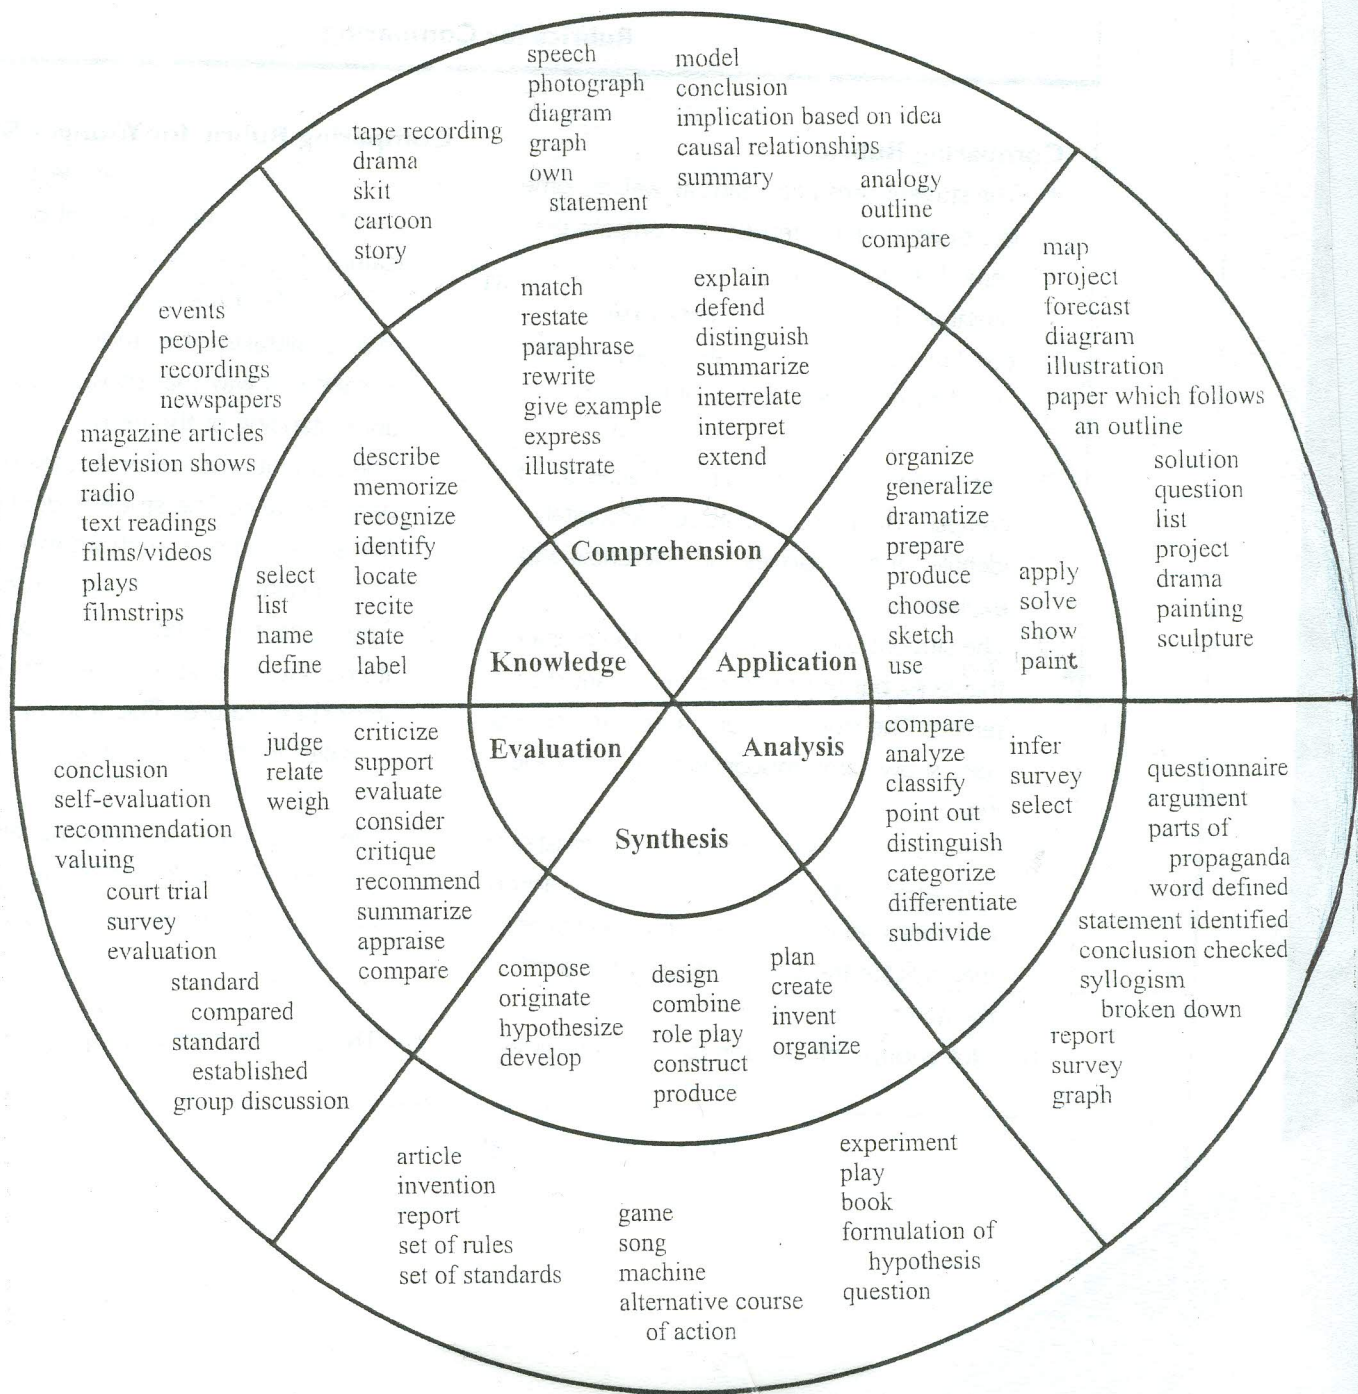 speech
photograph
diagram
graph
own
statement
model
conclusion
implication based on idea
causal relationships
summary
tape recording
drama
skit
cartoon
story
analogy
outline
compare
match
restate
paraphrase
rewrite
give example
express
illustrate
explain
defend
distinguish
summarize
interrelate
interpret
extend
Comprehension
map
project
forecast
diagram
illustration
paper which follows
an outline
solution
question
list
project
drama
painting
sculpture
organize
generalize
dramatize
prepare
produce
choose
sketch
use
apply
solve
show
paint
Application
events
people
recordings
newspapers
magazine articles
television shows
radio
text readings
films/videos
plays
filmstrips
select
list
name
define
describe
memorize
recognize
identify
locate
recite
state
label
Knowledge
Evaluation
judge
relate
weigh
criticize
support
evaluate
consider
critique
recommend
summarize
appraise
compare
conclusion
self-evaluation
recommendation
valuing
court trial
survey
evaluation
standard
compared
standard
established
group discussion
Analysis
compare
analyze
classify
point out
distinguish
categorize
differentiate
subdivide
infer
survey
select
questionnaire
argument
parts of
propaganda
word defined
statement identified
conclusion checked
syllogism
broken down
report
survey
graph
Synthesis
compose
originate
hypothesize
develop
design
combine
role play
construct
produce
plan
create
invent
organize
article
invention
report
set of rules
set of standards
game
song
machine
alternative course
of action
experiment
play
book
formulation of
hypothesis
question